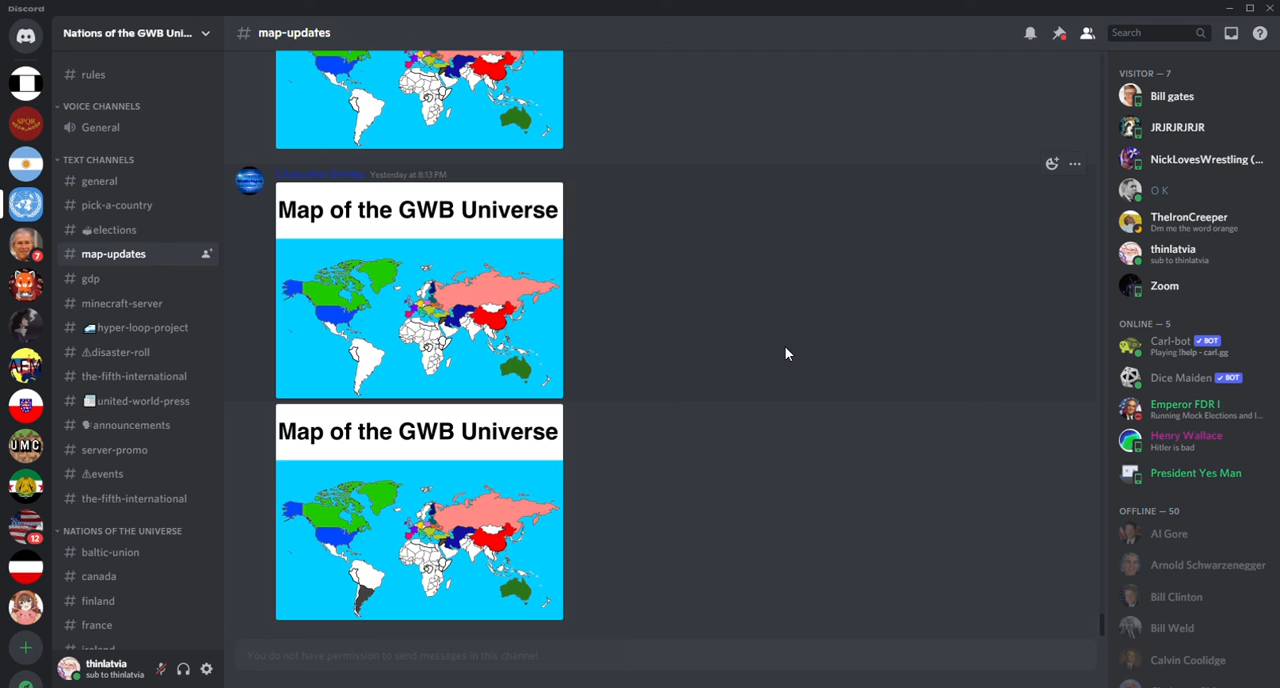 Discord
Nations of the GWB Uni...
rules
VOICE CHANNELS
General
TEXT CHANNELS
general
pick-a-country
elections
map-updates
gdp
minecraft-server
hyper-loop-project
disaster-roll
the-fifth-international
united-world-press
announcements
server-promo
events
the-fifth-international
NATIONS OF THE UNIVERSE
baltic-union
canada
finland
france
thinlatvia
sub to thinlatvia
SPQR
7
UMC
12
map-updates
Search
Yesterday at 8:13 PM
Map of the GWB Universe
Map of the GWB Universe
You do not have permission to send messages in this channel
VISITOR — 7
Bill gates
JRJRJRJRJR
NickLovesWrestling (...
O K
TheIronCreeper
Dm me the word orange
thinlatvia
sub to thinlatvia
Zoom
ONLINE — 5
Carl-bot ✓ BOT
Playing !help - carl.gg
Dice Maiden ✓ BOT
Emperor FDR I
Running Mock Elections and I...
Henry Wallace
Hitler is bad
President Yes Man
OFFLINE — 50
Al Gore
Arnold Schwarzenegger
Bill Clinton
Bill Weld
Calvin Coolidge